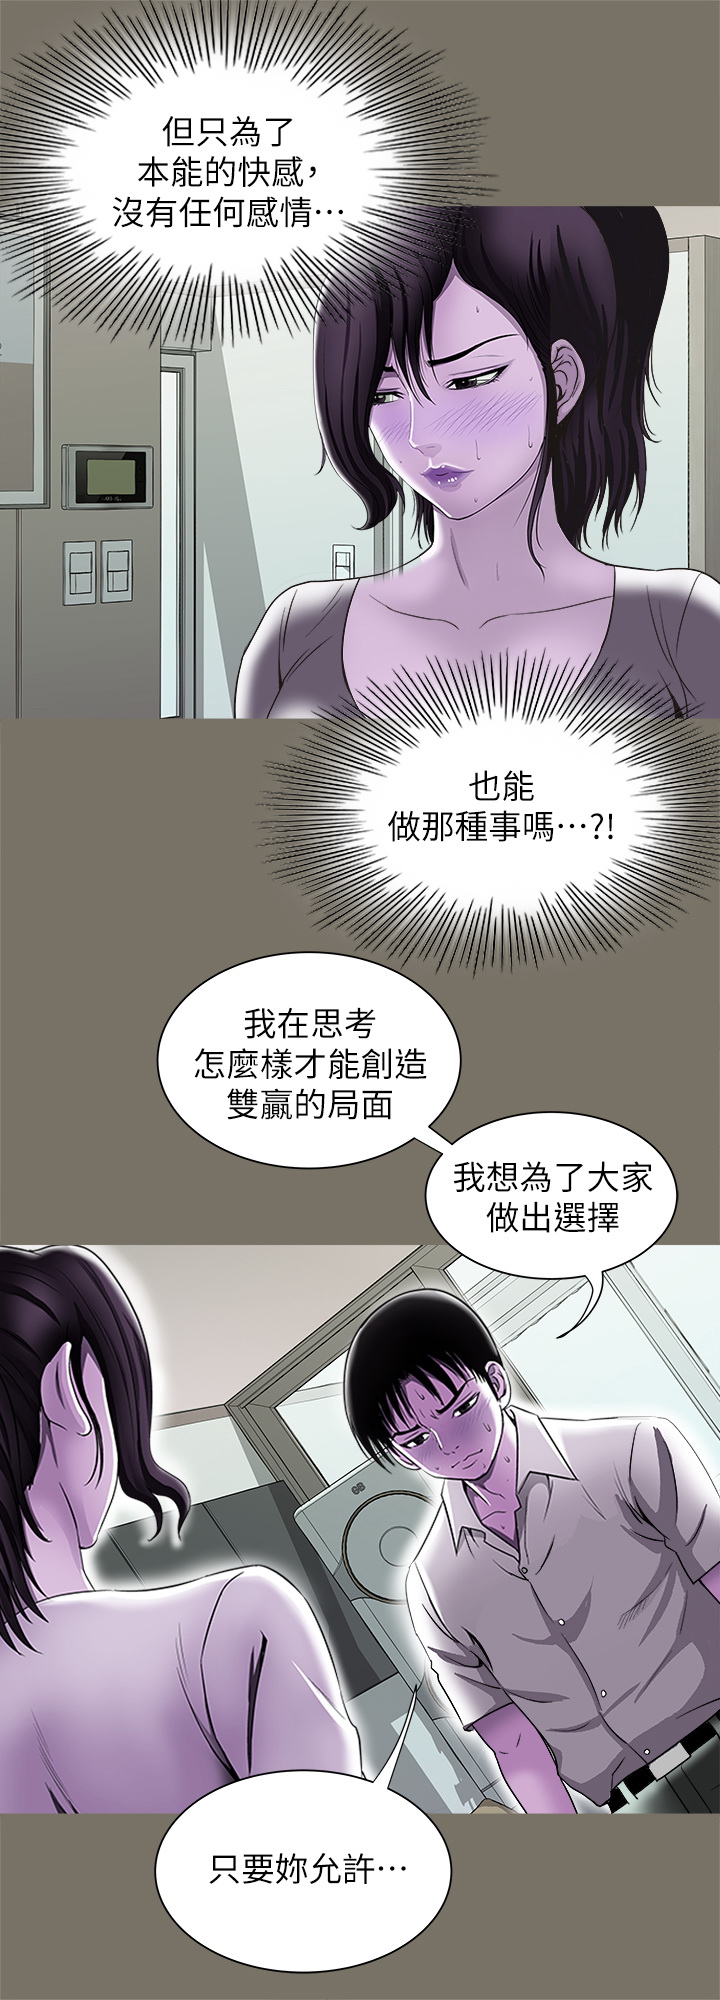 但只為了
本能的快感，
沒有任何感情⋯
也能
做那種事嗎⋯?!
我在思考
怎麼樣才能創造
雙贏的局面
我想為了大家
做出選擇
只要妳允許⋯